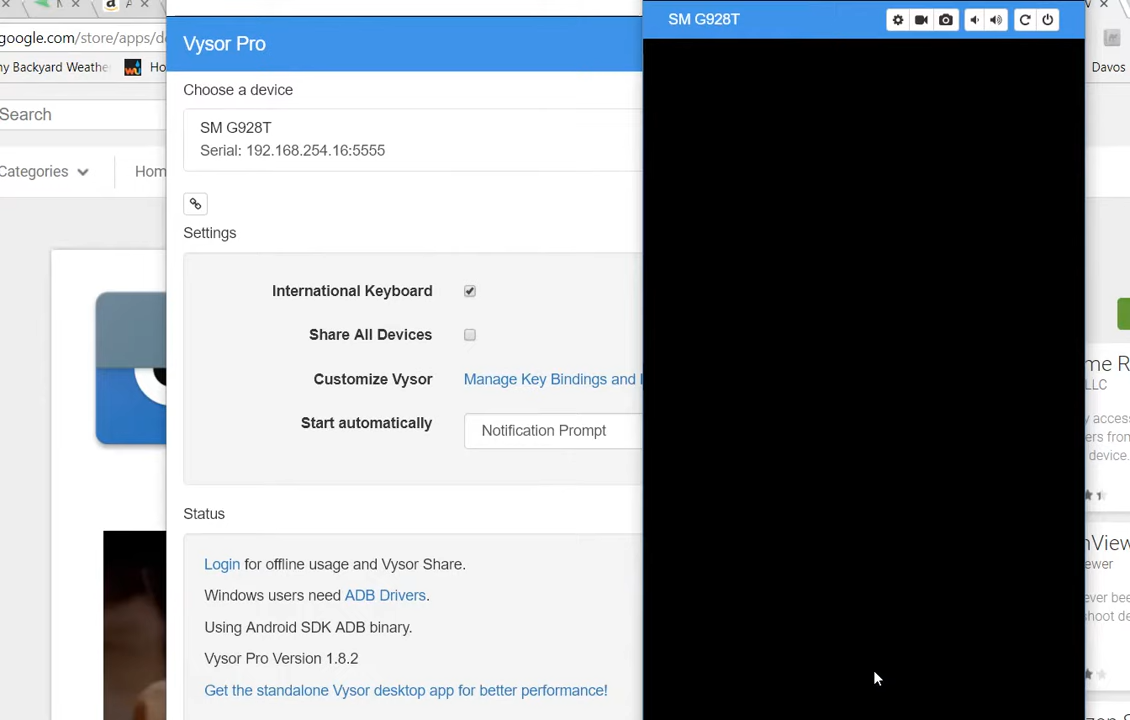 google.com/store/apps/d
ny Backyard Weathe
Ho
Search
Categories
Hom
Vysor Pro
Choose a device
SM G928T
Serial: 192.168.254.16:5555
Settings
International Keyboard
Share All Devices
Customize Vysor
Manage Key Bindings and
Start automatically
Notification Prompt
Status
Login for offline usage and Vysor Share.
Windows users need ADB Drivers.
Using Android SDK ADB binary.
Vysor Pro Version 1.8.2
Get the standalone Vysor desktop app for better performance!
SM G928T
Davos
me R
LLC
y acces
ers from
device.
nView
ewer
ever bee
shoot de